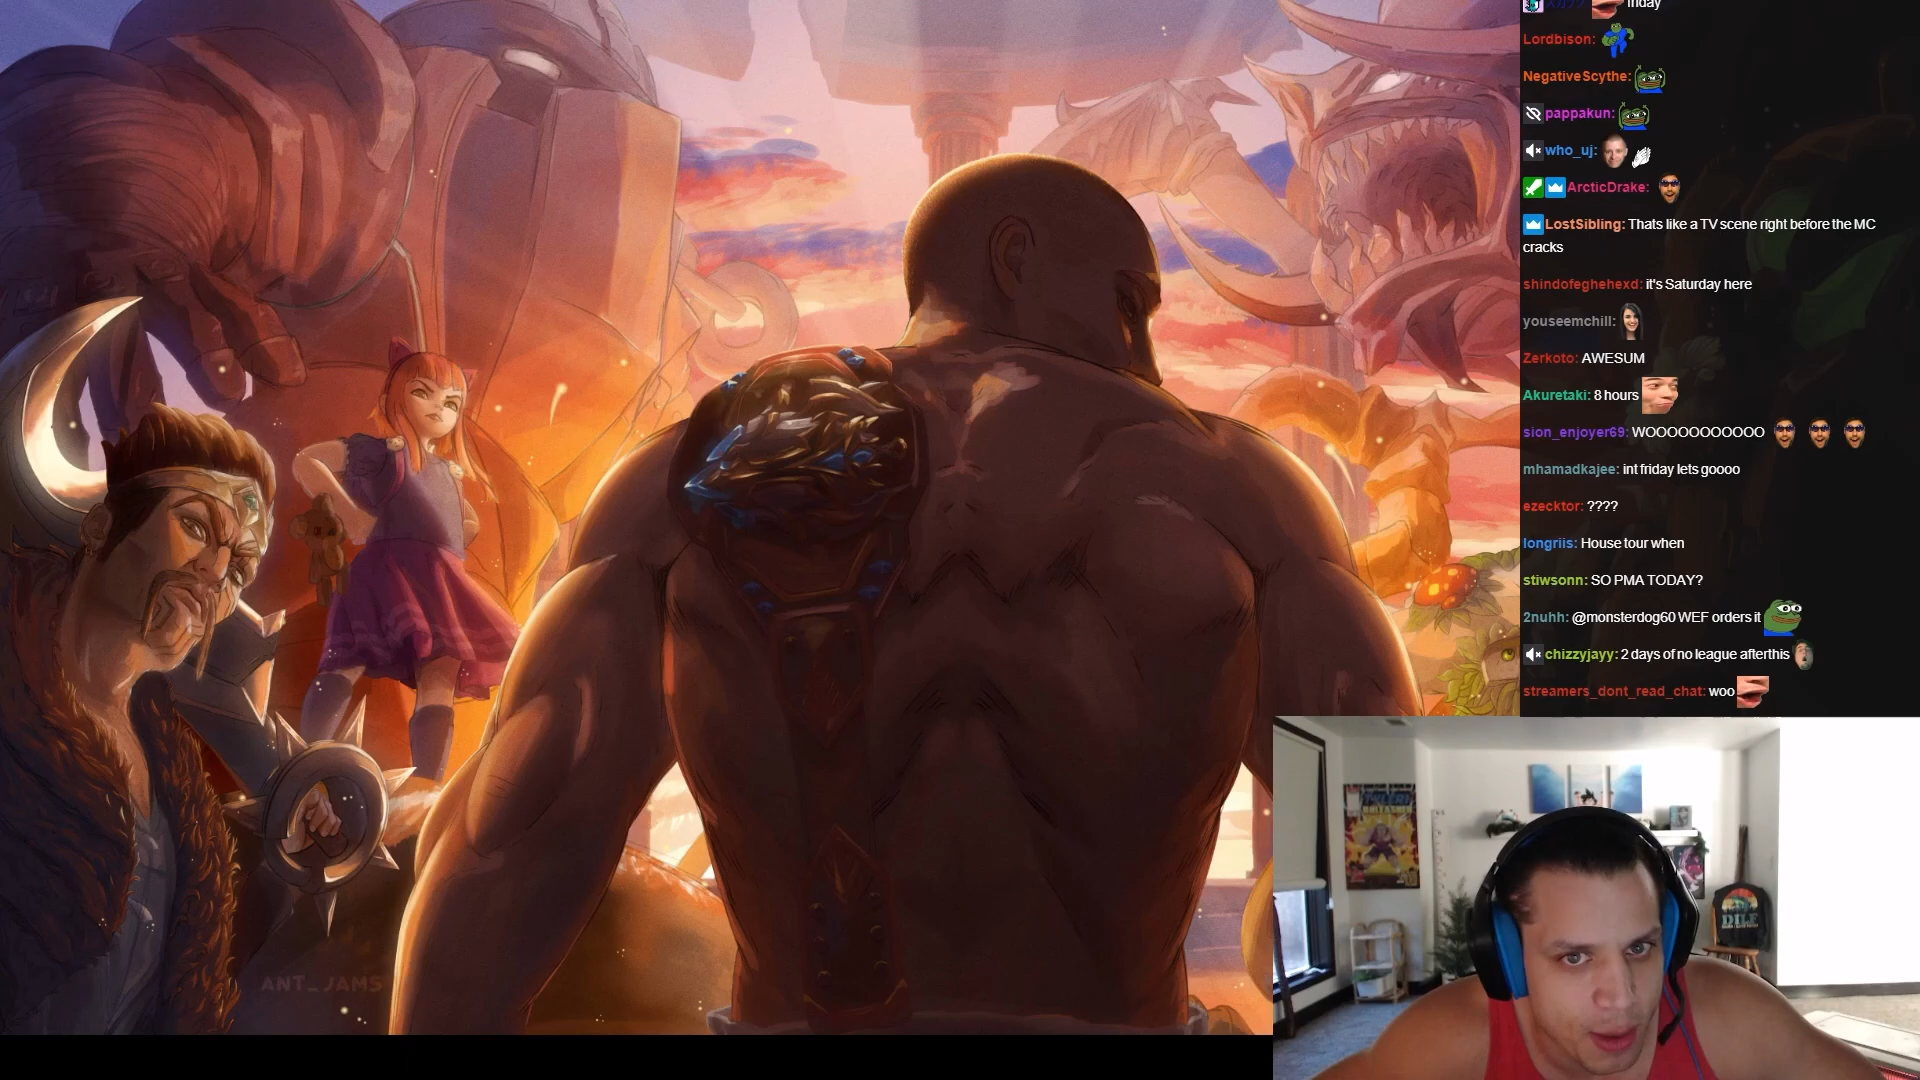 friday
Lordbison:
NegativeScythe:
pappakun:
who_uj:
ArcticDrake:
LostSibling: Thats like a TV scene right before the MC
cracks
shindofeghehexd: it's Saturday here
youseemchill:
Zerkoto: AWESUM
Akuretaki: 8 hours
sion_enjoyer69: WOOOOOOOOOOO
mhamadkajee: int friday lets goooo
ezecktor: ????
longriis: House tour when
stiwsonn: SO PMA TODAY?
2nuhh: @monsterdog60 WEF orders it
chizzyjayy: 2 days of no league afterthis
streamers_dont_read_chat: woo
DILF
ANT_JAMS